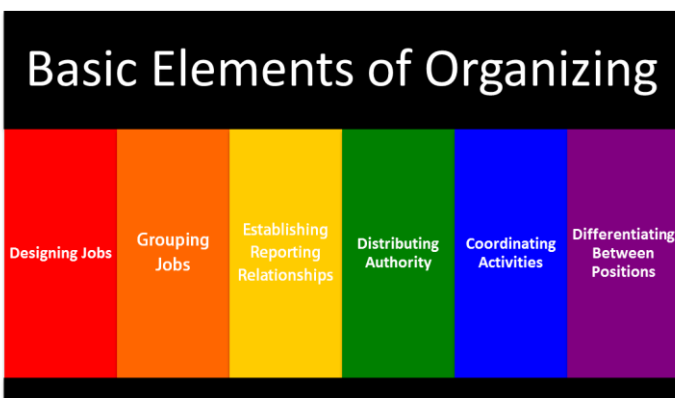 Basic Elements of Organizing
Designing Jobs
Grouping
Jobs
Establishing
Reporting
Relationships
Distributing
Authority
Coordinating
Activities
Differentiating
Between
Positions